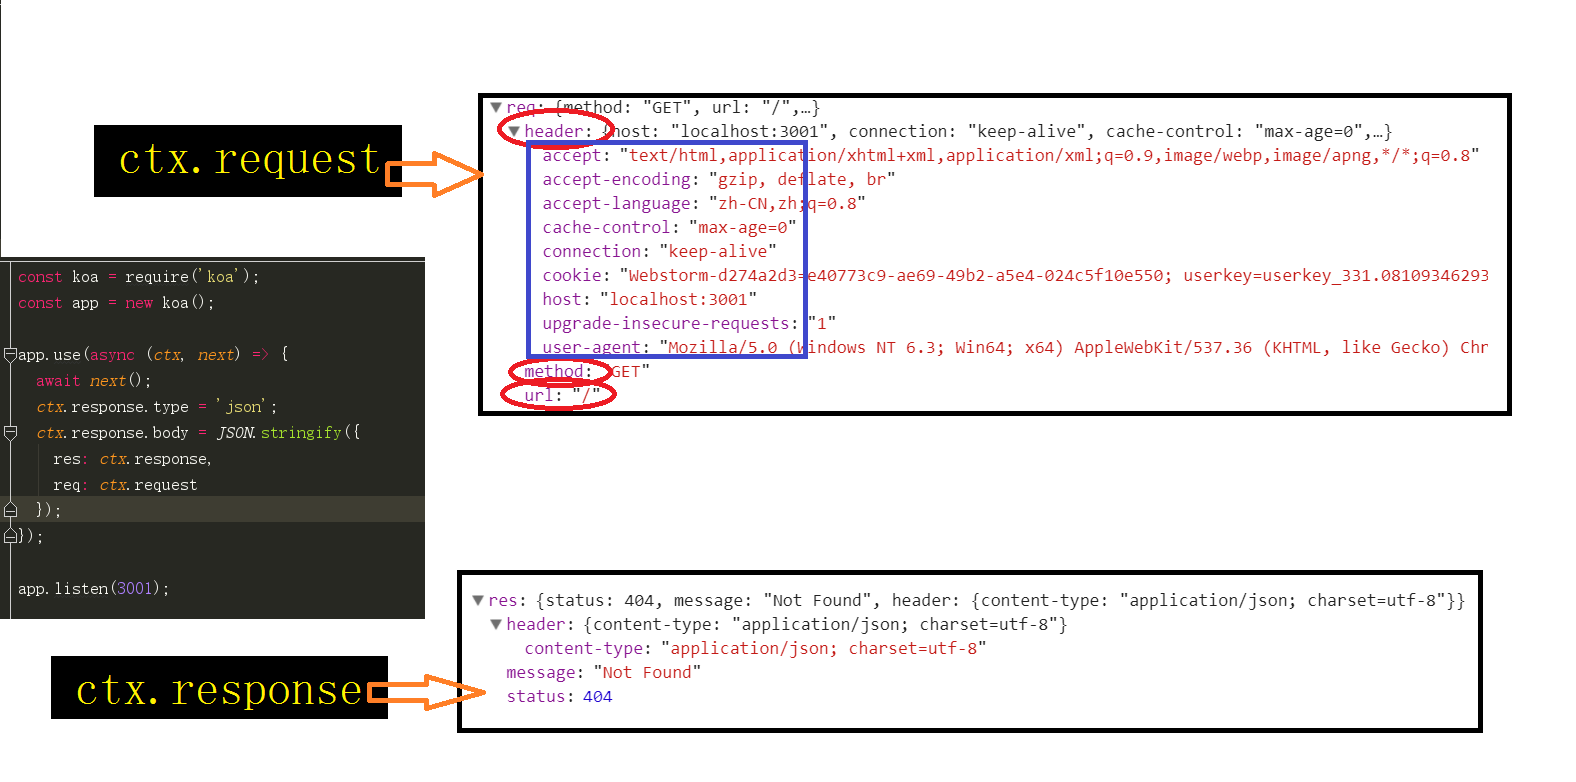 ctx.request
req: {method: "GET", url: "/",…}
header: {host: "localhost:3001", connection: "keep-alive", cache-control: "max-age=0",…}
accept: "text/html,application/xhtml+xml,application/xml;q=0.9,image/webp,image/apng,*/*;q=0.8"
accept-encoding: "gzip, deflate, br"
accept-language: "zh-CN,zh;q=0.8"
cache-control: "max-age=0"
connection: "keep-alive"
cookie: "Webstorm-d274a2d3=e40773c9-ae69-49b2-a5e4-024c5f10e550; userkey=userkey_331.08109346293
host: "localhost:3001"
upgrade-insecure-requests: "1"
user-agent: "Mozilla/5.0 (Windows NT 6.3; Win64; x64) AppleWebKit/537.36 (KHTML, like Gecko) Chr
method: "GET"
url: "/"
const koa = require('koa');
const app = new koa();
app.use(async (ctx, next) => {
await next();
ctx.response.type = 'json';
ctx.response.body = JSON.stringify({
res: ctx.response,
req: ctx.request
});
});
app.listen(3001);
ctx.response
res: {status: 404, message: "Not Found", header: {content-type: "application/json; charset=utf-8"}}
header: {content-type: "application/json; charset=utf-8"}
content-type: "application/json; charset=utf-8"
message: "Not Found"
status: 404